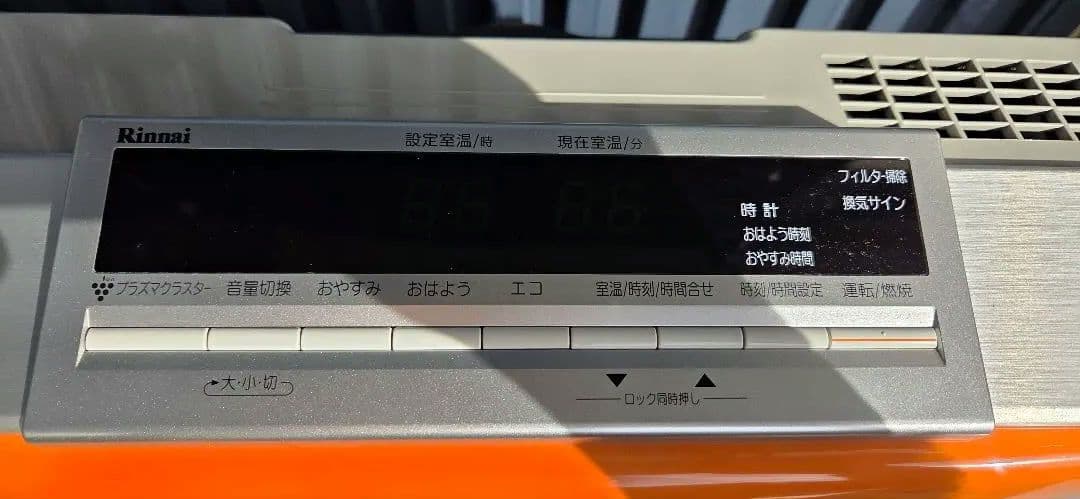 Rinnai
設定室温/時
現在室温/分
フィルター掃除
換気サイン
時計
おはよう時刻
おやすみ時間
プラズマクラスター
音量切換
おやすみ
おはよう
エコ
室温/時刻/時間合せ
時刻/時間設定
運転/燃焼
大・小・切
▼ ▲
ロック同時押し